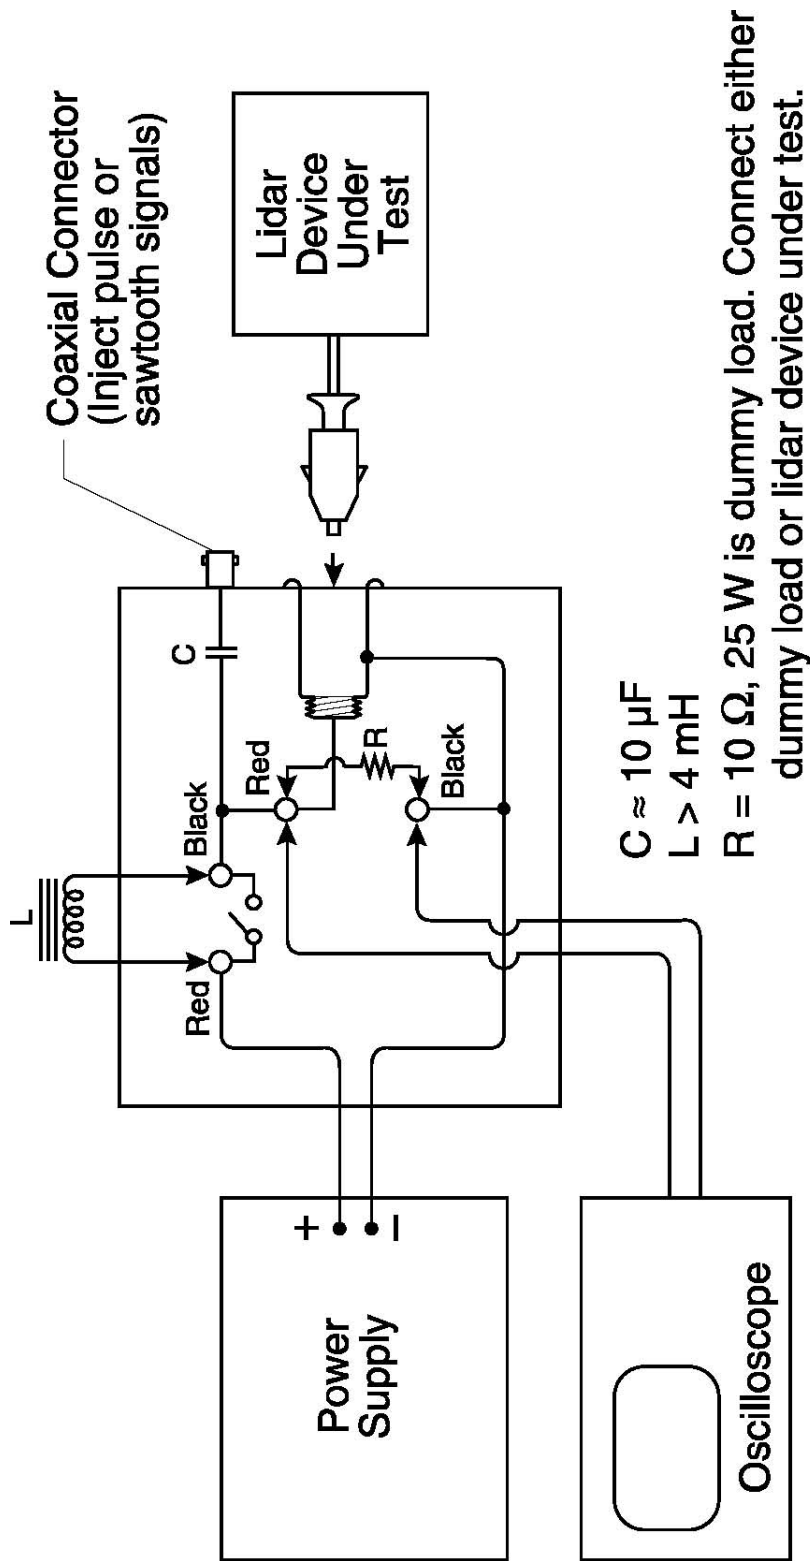 L
Red
Black
C
Coaxial Connector
(Inject pulse or
sawtooth signals)
Power
Supply
+
–
Red
R
Black
Lidar
Device
Under
Test
Oscilloscope
C ≈ 10 µF
L > 4 mH
R = 10 Ω, 25 W is dummy load. Connect either
dummy load or lidar device under test.